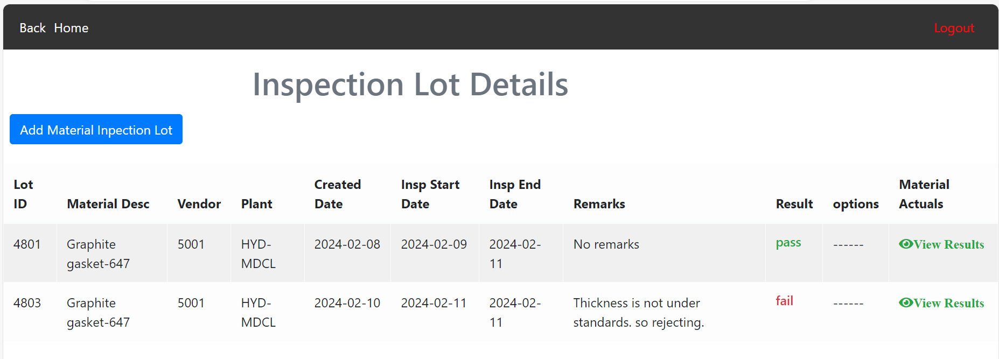 Back Home Logout
Inspection Lot Details
Add Material Inpection Lot
Lot ID Material Desc Vendor Plant Created Date Insp Start Date Insp End Date Remarks Result options Material Actuals
4801 Graphite gasket-647 5001 HYD-MDCL 2024-02-08 2024-02-09 2024-02-11 No remarks pass ------ View Results
4803 Graphite gasket-647 5001 HYD-MDCL 2024-02-10 2024-02-11 2024-02-11 Thickness is not under standards. so rejecting. fail ------ View Results